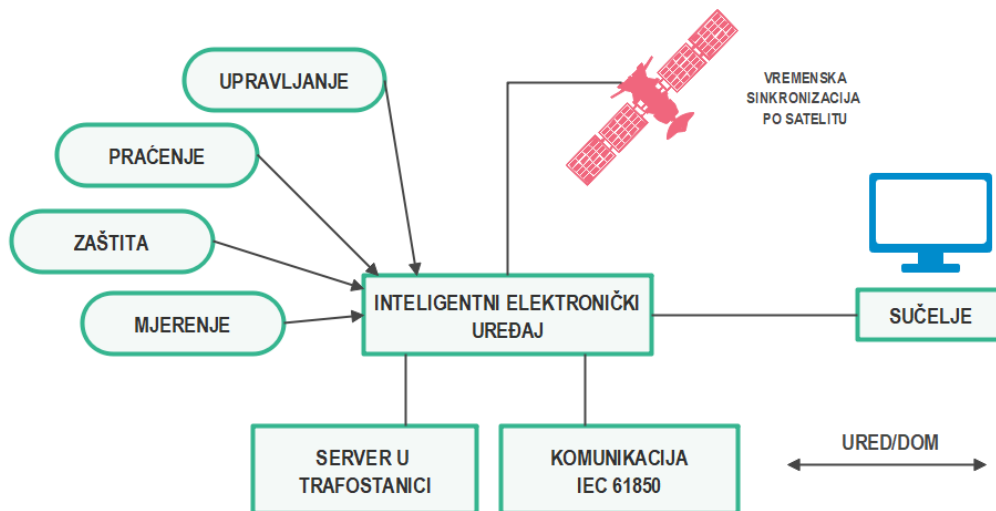 UPRAVLJANJE
VREMENSKA
SINKRONIZACIJA
PO SATELITU
PRAĆENJE
ZAŠTITA
MJERENJE
INTELIGENTNI ELEKTRONIČKI
UREĐAJ
SUČELJE
SERVER U
TRAFOSTANICI
KOMUNIKACIJA
IEC 61850
URED/DOM